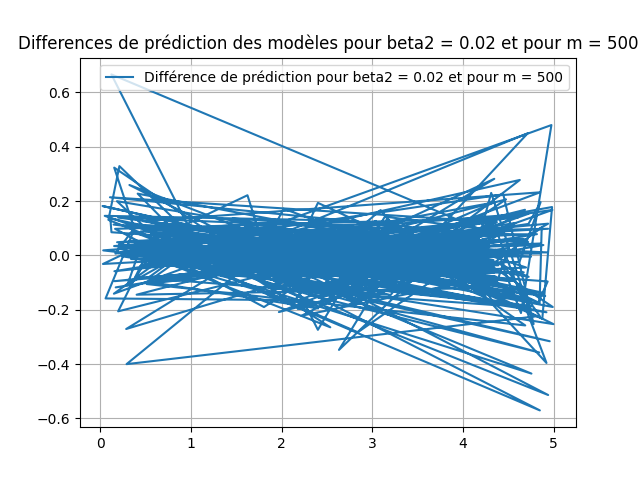 Differences de prédiction des modèles pour beta2 = 0.02 et pour m = 500
Différence de prédiction pour beta2 = 0.02 et pour m = 500
0.6
0.4
0.2
0.0
−0.2
−0.4
−0.6
0 1 2 3 4 5